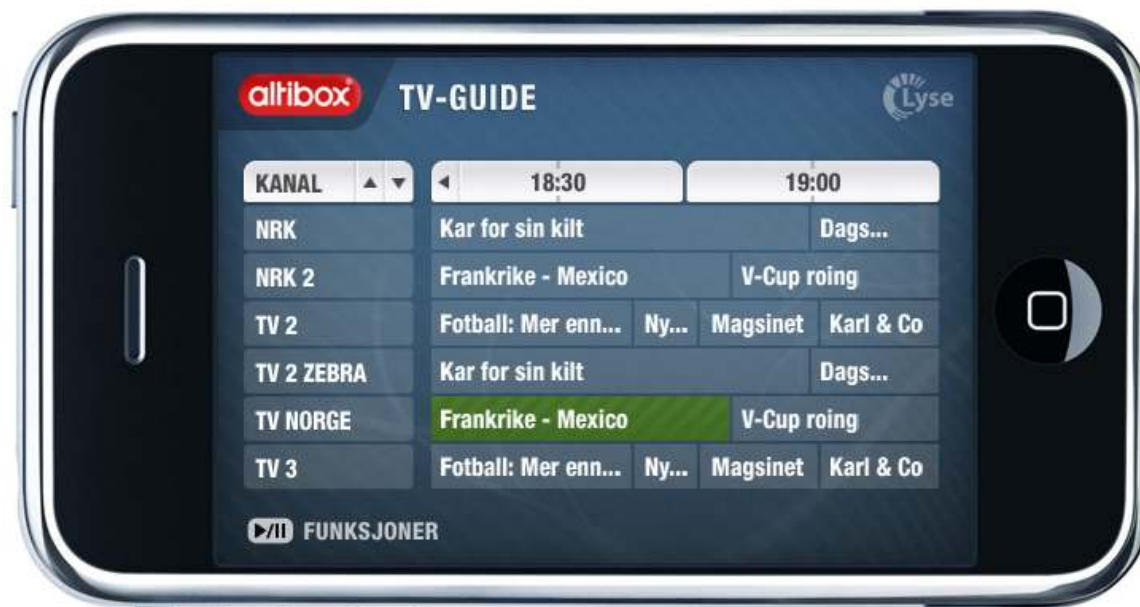 altibox TV-GUIDE Lyse
KANAL 18:30 19:00
NRK Kar for sin kilt Dags...
NRK 2 Frankrike - Mexico V-Cup roing
TV 2 Fotball: Mer enn... Ny... Magsinet Karl & Co
TV 2 ZEBRA Kar for sin kilt Dags...
TV NORGE Frankrike - Mexico V-Cup roing
TV 3 Fotball: Mer enn... Ny... Magsinet Karl & Co
FUNKSJONER